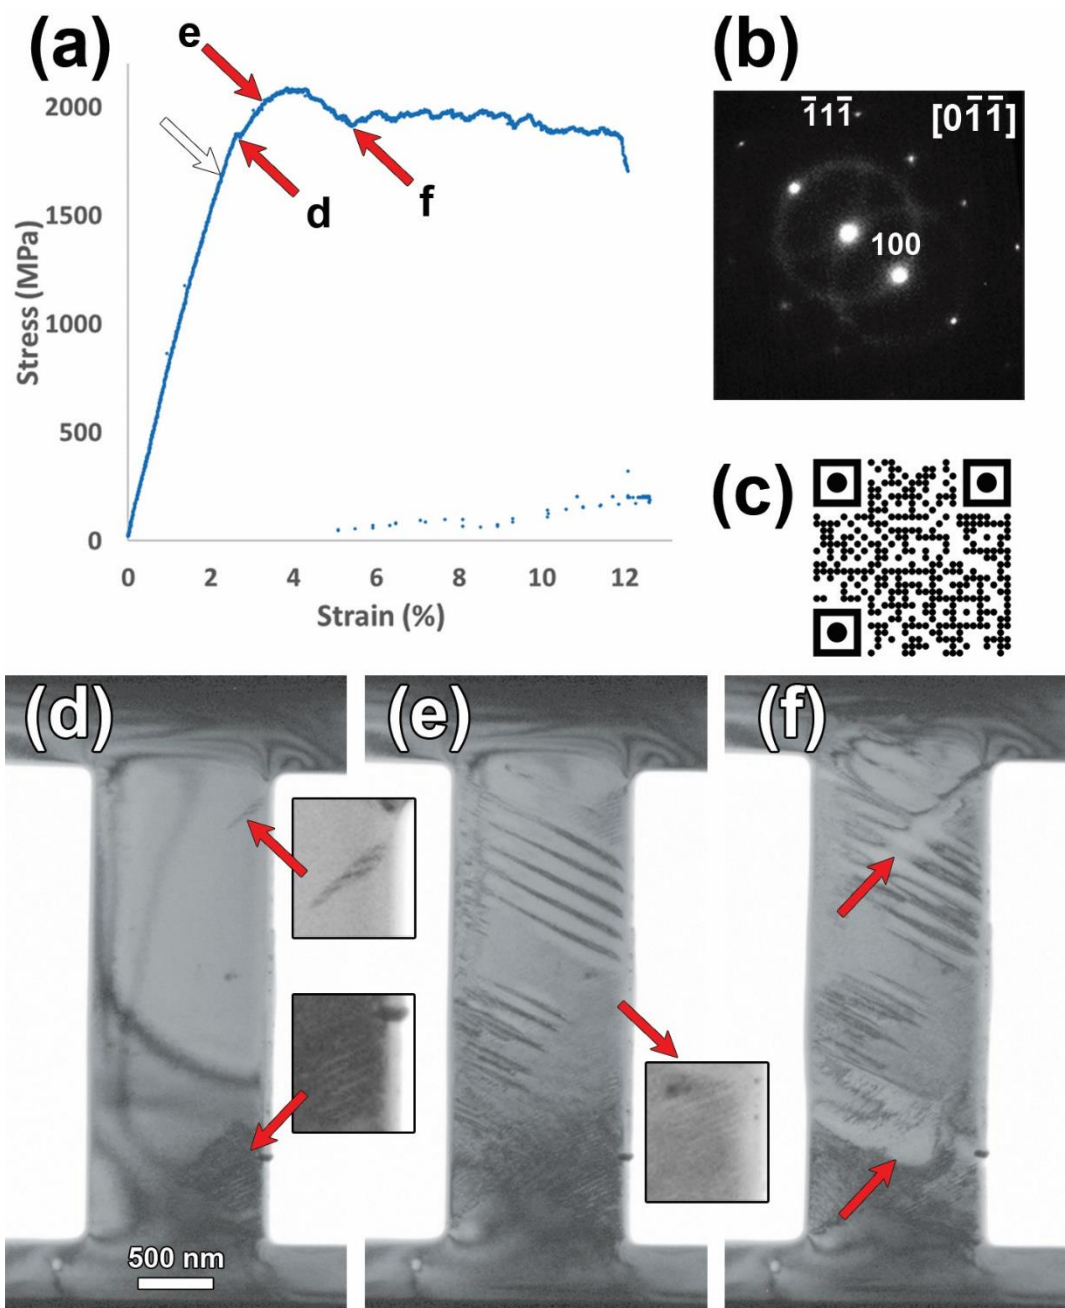 (a)
e
d
f
2000
1500
1000
500
0
Stress (MPa)
0 2 4 6 8 10 12
Strain (%)
(b)
1̅11̅ [01̅1̅]
100
(c)
(d)
500 nm
(e)
(f)